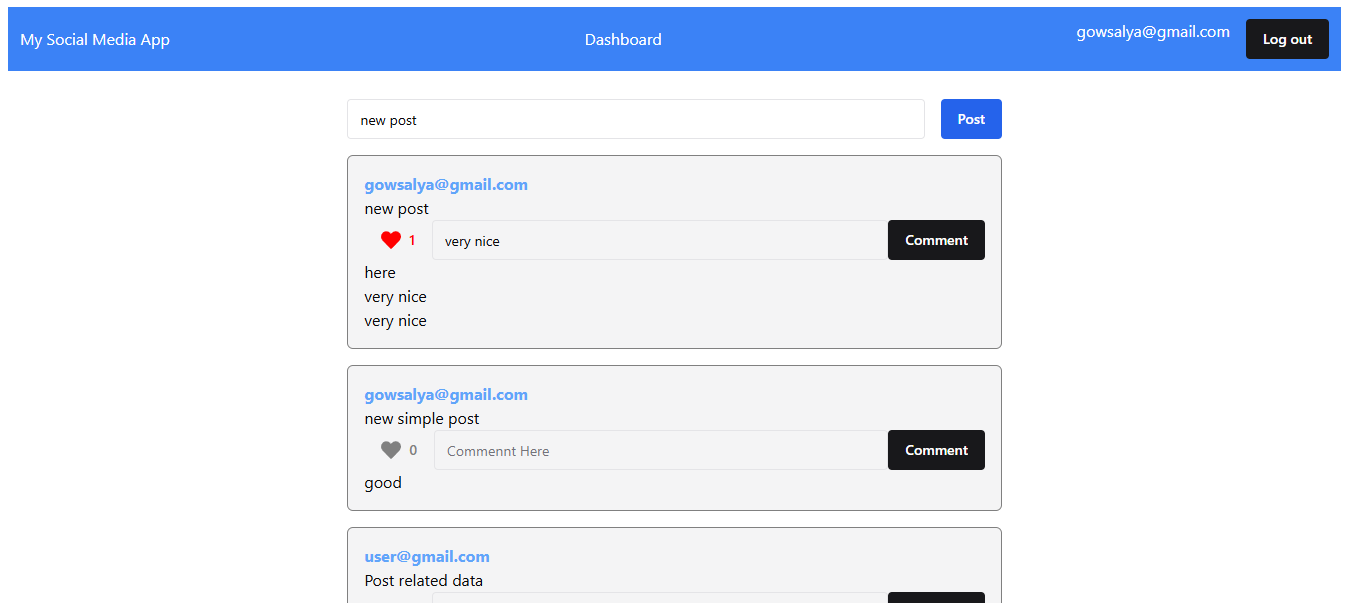 My Social Media App Dashboard gowsalya@gmail.com Log out
new post Post
gowsalya@gmail.com
new post
1 very nice Comment
here
very nice
very nice
gowsalya@gmail.com
new simple post
0 Commennt Here Comment
good
user@gmail.com
Post related data